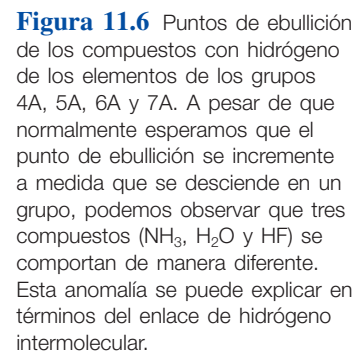 Figura 11.6 Puntos de ebullición
de los compuestos con hidrógeno
de los elementos de los grupos
4A, 5A, 6A y 7A. A pesar de que
normalmente esperamos que el
punto de ebullición se incremente
a medida que se desciende en un
grupo, podemos observar que tres
compuestos (NH₃, H₂O y HF) se
comportan de manera diferente.
Esta anomalía se puede explicar en
términos del enlace de hidrógeno
intermolecular.